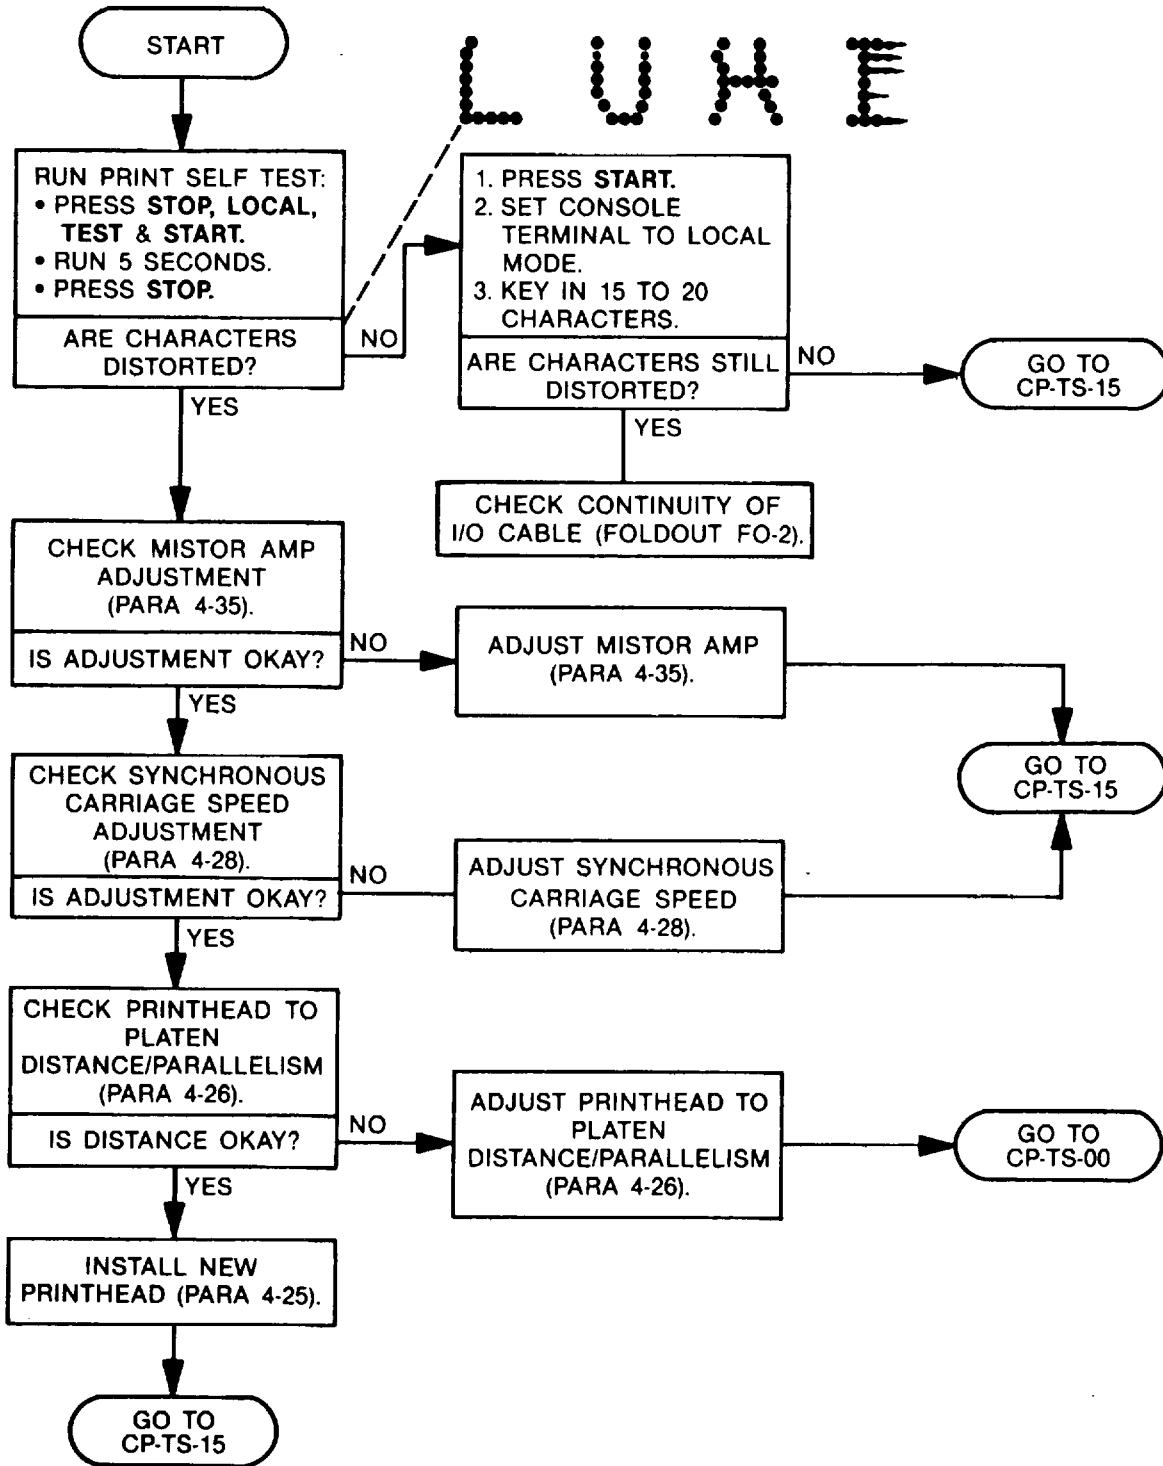 START
L U H E
RUN PRINT SELF TEST:
• PRESS STOP, LOCAL,
TEST & START.
• RUN 5 SECONDS.
• PRESS STOP.
ARE CHARACTERS
DISTORTED?
NO
YES
1. PRESS START.
2. SET CONSOLE
TERMINAL TO LOCAL
MODE.
3. KEY IN 15 TO 20
CHARACTERS.
ARE CHARACTERS STILL
DISTORTED?
NO
YES
GO TO
CP-TS-15
CHECK CONTINUITY OF
I/O CABLE (FOLDOUT FO-2).
CHECK MISTOR AMP
ADJUSTMENT
(PARA 4-35).
IS ADJUSTMENT OKAY?
NO
YES
ADJUST MISTOR AMP
(PARA 4-35).
GO TO
CP-TS-15
CHECK SYNCHRONOUS
CARRIAGE SPEED
ADJUSTMENT
(PARA 4-28).
IS ADJUSTMENT OKAY?
NO
YES
ADJUST SYNCHRONOUS
CARRIAGE SPEED
(PARA 4-28).
CHECK PRINTHEAD TO
PLATEN
DISTANCE/PARALLELISM
(PARA 4-26).
IS DISTANCE OKAY?
NO
YES
ADJUST PRINTHEAD TO
PLATEN
DISTANCE/PARALLELISM
(PARA 4-26).
GO TO
CP-TS-00
INSTALL NEW
PRINTHEAD (PARA 4-25).
GO TO
CP-TS-15